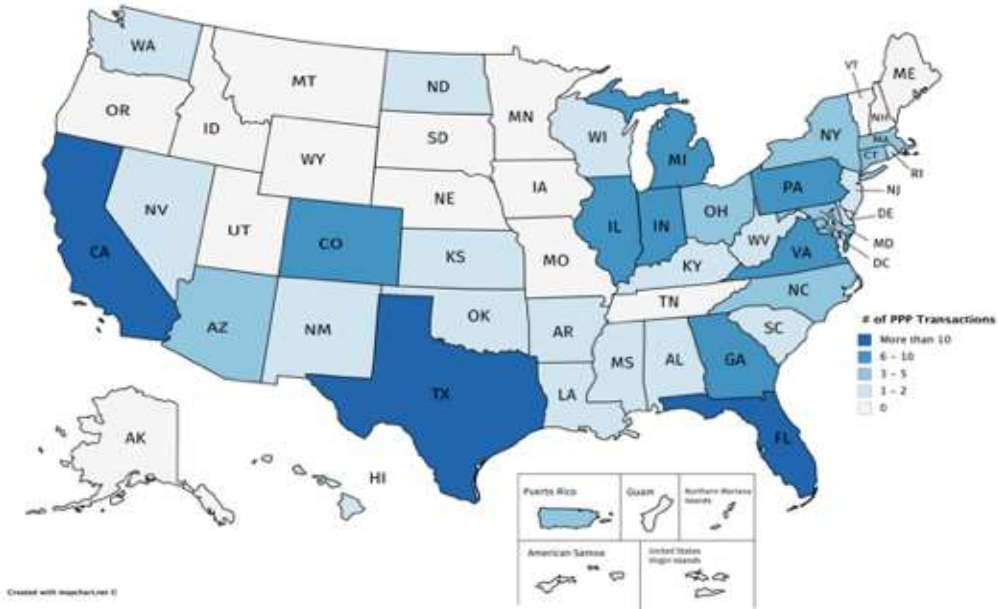 WA
MT
ND
MN
VT
ME
OR
ID
SD
WI
NY
NH
MA
WY
MI
CT
RI
IA
NE
PA
NJ
NV
UT
IL
IN
OH
DE
CO
WV
MD
CA
KS
MO
KY
VA
DC
NC
TN
AZ
NM
OK
AR
SC
MS
AL
GA
TX
LA
FL
AK
HI
# of PPP Transactions
More than 10
6 - 10
3 - 5
1 - 2
0
Puerto Rico
Guam
Northern Mariana
Islands
American Samoa
United States
Virgin Islands
Created with mapchart.net ©